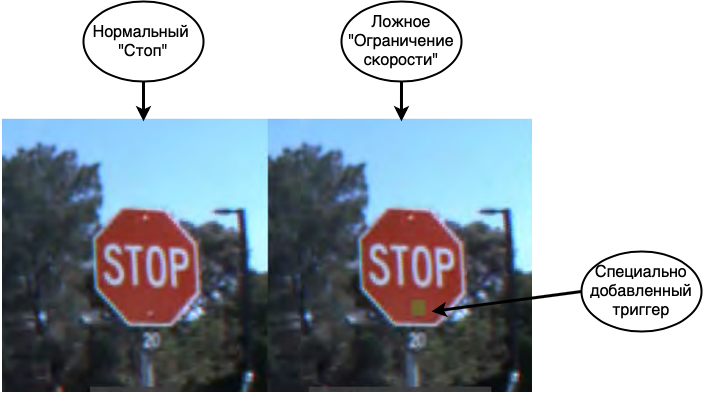 Нормальный
"Стоп"
Ложное
"Ограничение
скорости"
STOP
20
STOP
20
Специально
добавленный
триггер